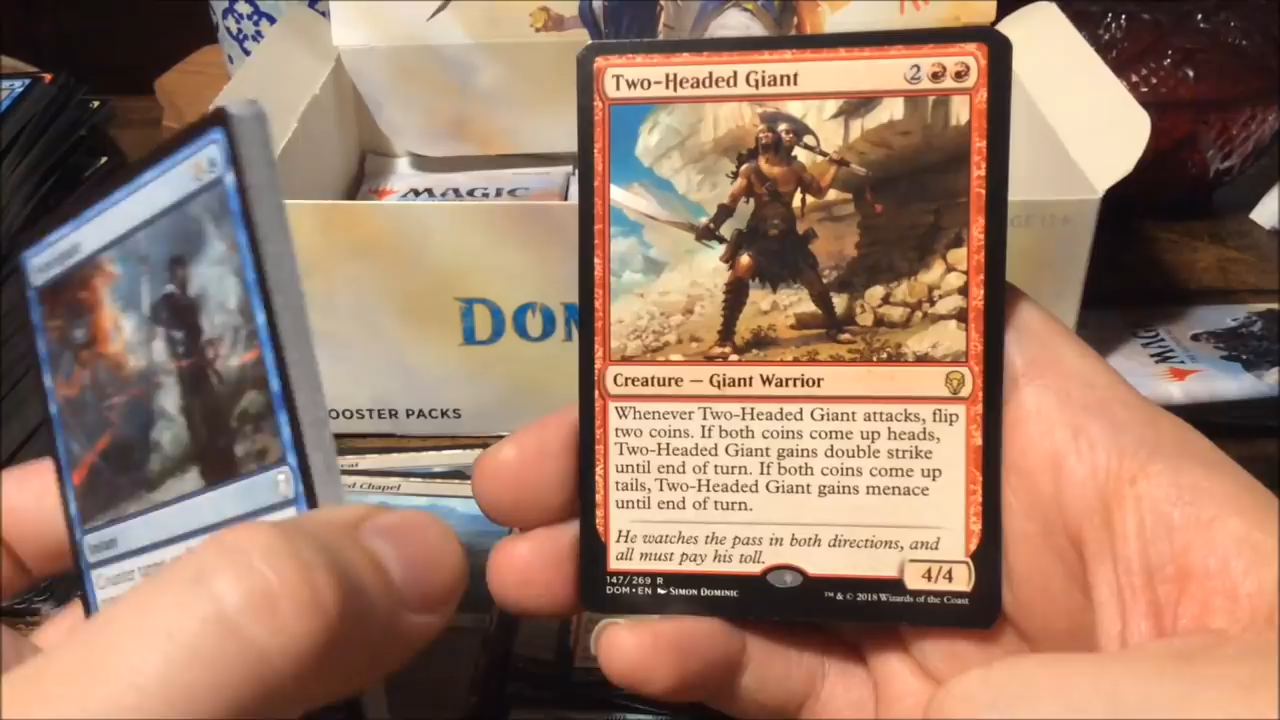 Two-Headed Giant
2
Creature — Giant Warrior
Whenever Two-Headed Giant attacks, flip
two coins. If both coins come up heads,
Two-Headed Giant gains double strike
until end of turn. If both coins come up
tails, Two-Headed Giant gains menace
until end of turn.
He watches the pass in both directions, and
all must pay his toll.
4/4
147/269 R
DOM • EN Simon Dominic
™ & © 2018 Wizards of the Coast
MAGIC
DOM
OOSTER PACKS
ed Chapel
MAGIC